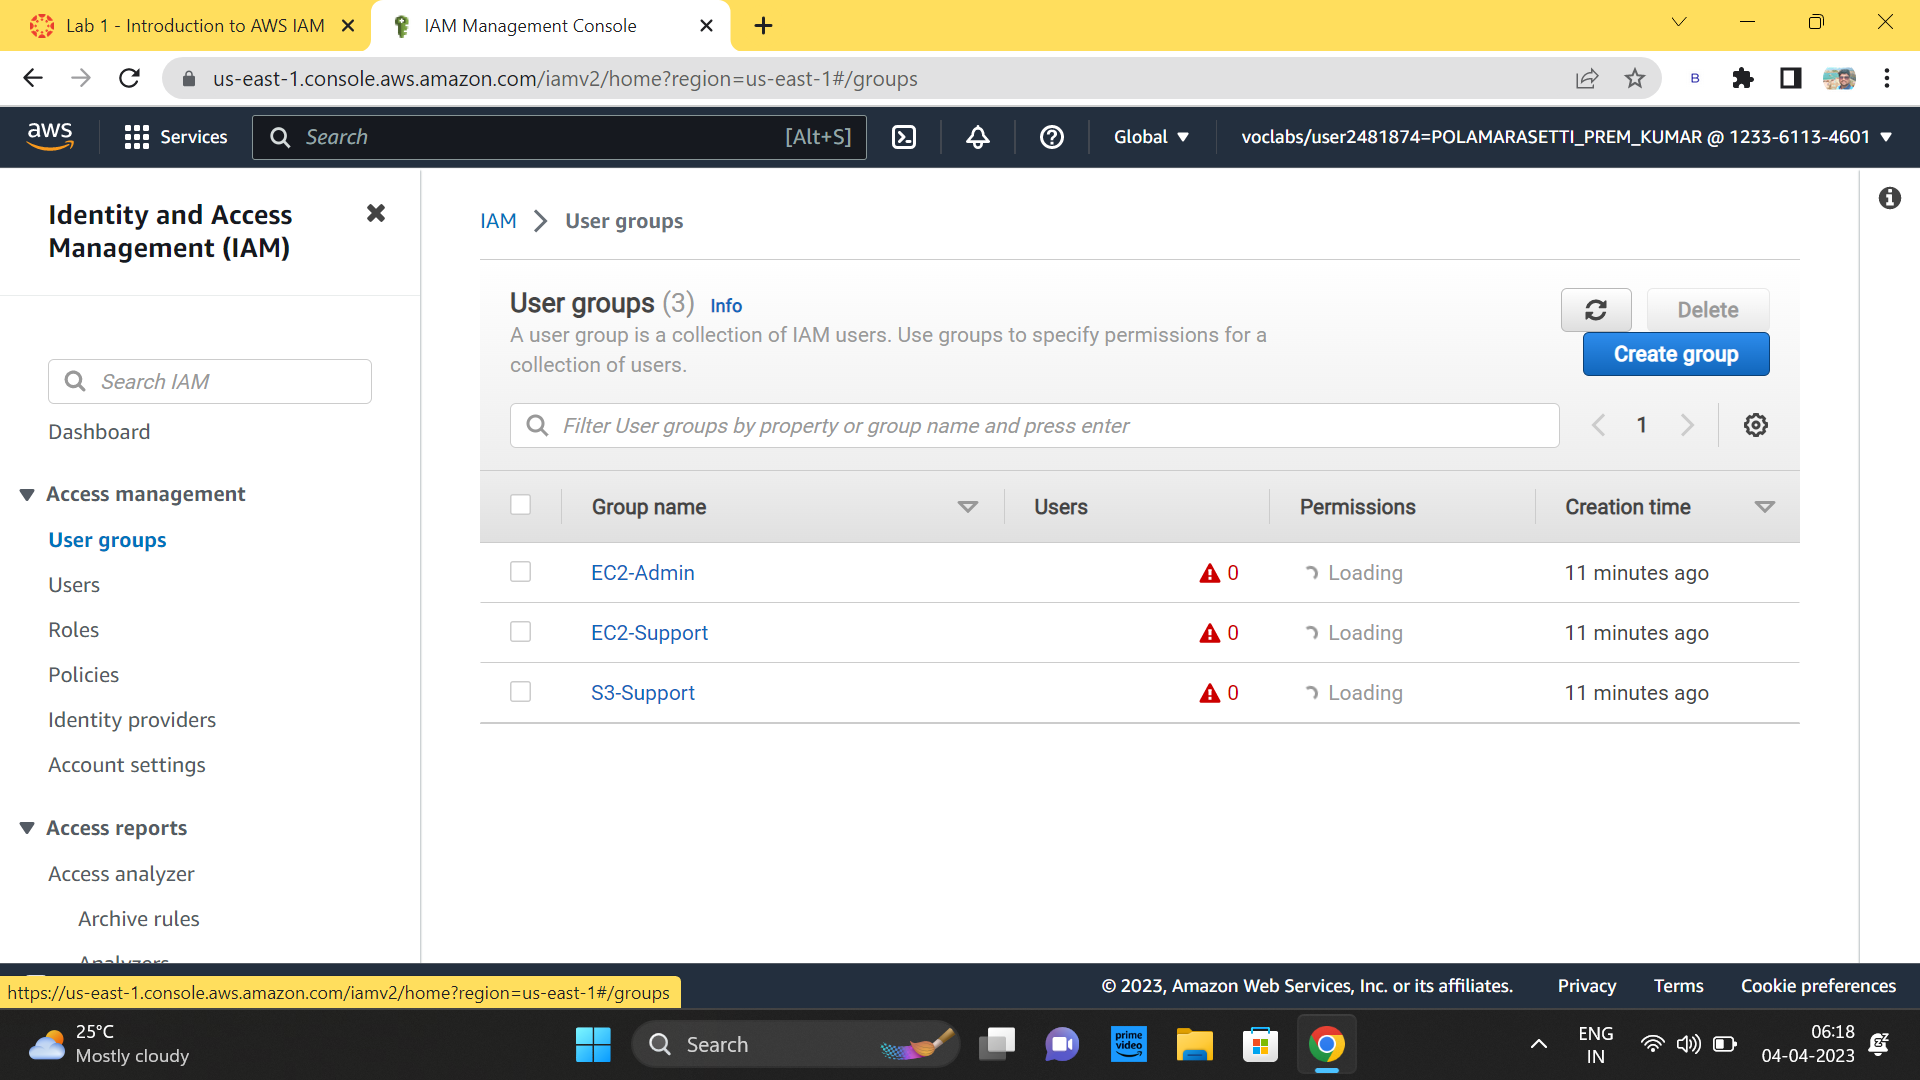 Lab 1 - Introduction to AWS IAM
IAM Management Console
us-east-1.console.aws.amazon.com/iamv2/home?region=us-east-1#/groups
B
aws
Services
Search
[Alt+S]
Global
voclabs/user2481874=POLAMARASETTI_PREM_KUMAR @ 1233-6113-4601
Identity and Access
Management (IAM)
Search IAM
Dashboard
Access management
User groups
Users
Roles
Policies
Identity providers
Account settings
Access reports
Access analyzer
Archive rules
Analyzers
IAM > User groups
User groups (3) Info
A user group is a collection of IAM users. Use groups to specify permissions for a
collection of users.
Delete
Create group
Filter User groups by property or group name and press enter
1
Group name Users Permissions Creation time
EC2-Admin 0 Loading 11 minutes ago
EC2-Support 0 Loading 11 minutes ago
S3-Support 0 Loading 11 minutes ago
© 2023, Amazon Web Services, Inc. or its affiliates. Privacy Terms Cookie preferences
https://us-east-1.console.aws.amazon.com/iamv2/home?region=us-east-1#/groups
25°C
Mostly cloudy
Search
prime
video
ENG
IN
06:18
04-04-2023